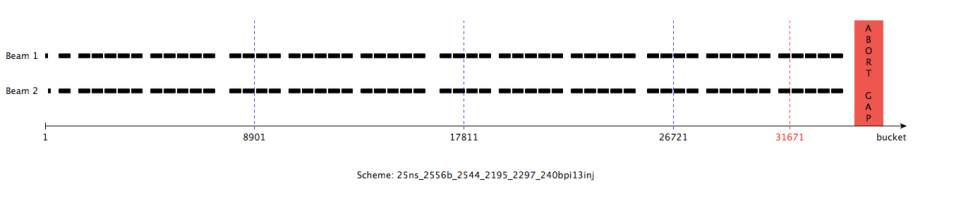 A
B
O
R
T
G
A
P
Beam 1
Beam 2
1 8901 17811 26721 31671 bucket
Scheme: 25ns_2556b_2544_2195_2297_240bpi13inj